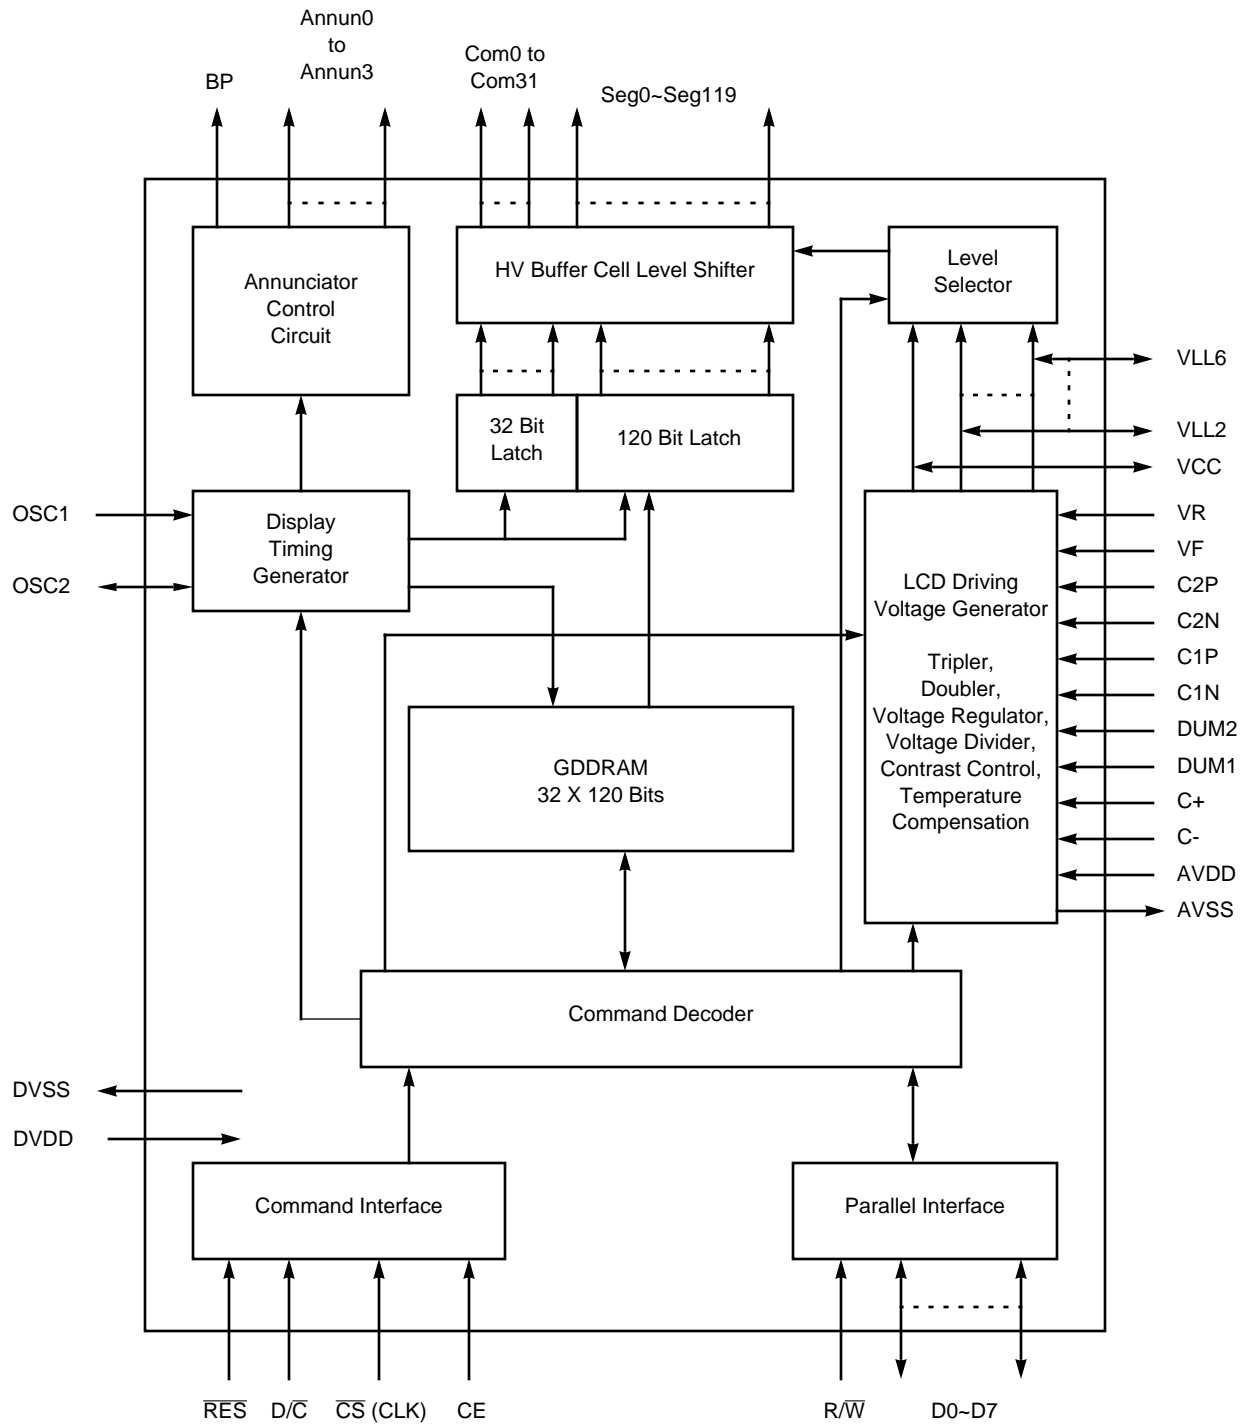 Annun0
to
Annun3
BP
Com0 to
Com31
Seg0~Seg119
Annunciator
Control
Circuit
HV Buffer Cell Level Shifter
Level
Selector
VLL6
32 Bit
Latch
120 Bit Latch
VLL2
VCC
OSC1
OSC2
Display
Timing
Generator
LCD Driving
Voltage Generator
Tripler,
Doubler,
Voltage Regulator,
Voltage Divider,
Contrast Control,
Temperature
Compensation
VR
VF
C2P
C2N
C1P
C1N
DUM2
DUM1
C+
C-
AVDD
AVSS
GDDRAM
32 X 120 Bits
Command Decoder
DVSS
DVDD
Command Interface
Parallel Interface
R̅E̅S̅
D/C̅
C̅S̅ (CLK)
CE
R/W̅
D0~D7